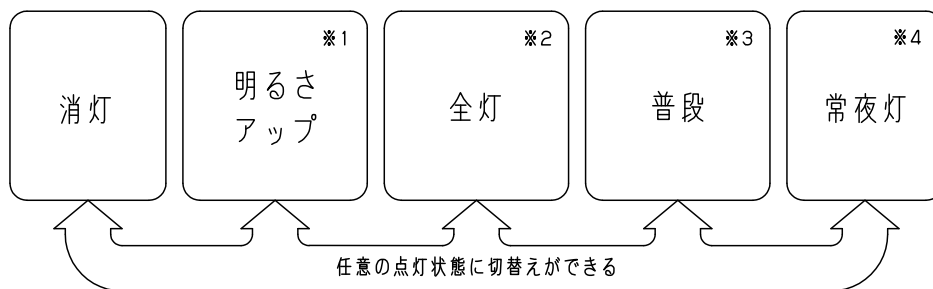 消灯
※1
明るさ
アップ
※2
全灯
※3
普段
※4
常夜灯
任意の点灯状態に切替えができる